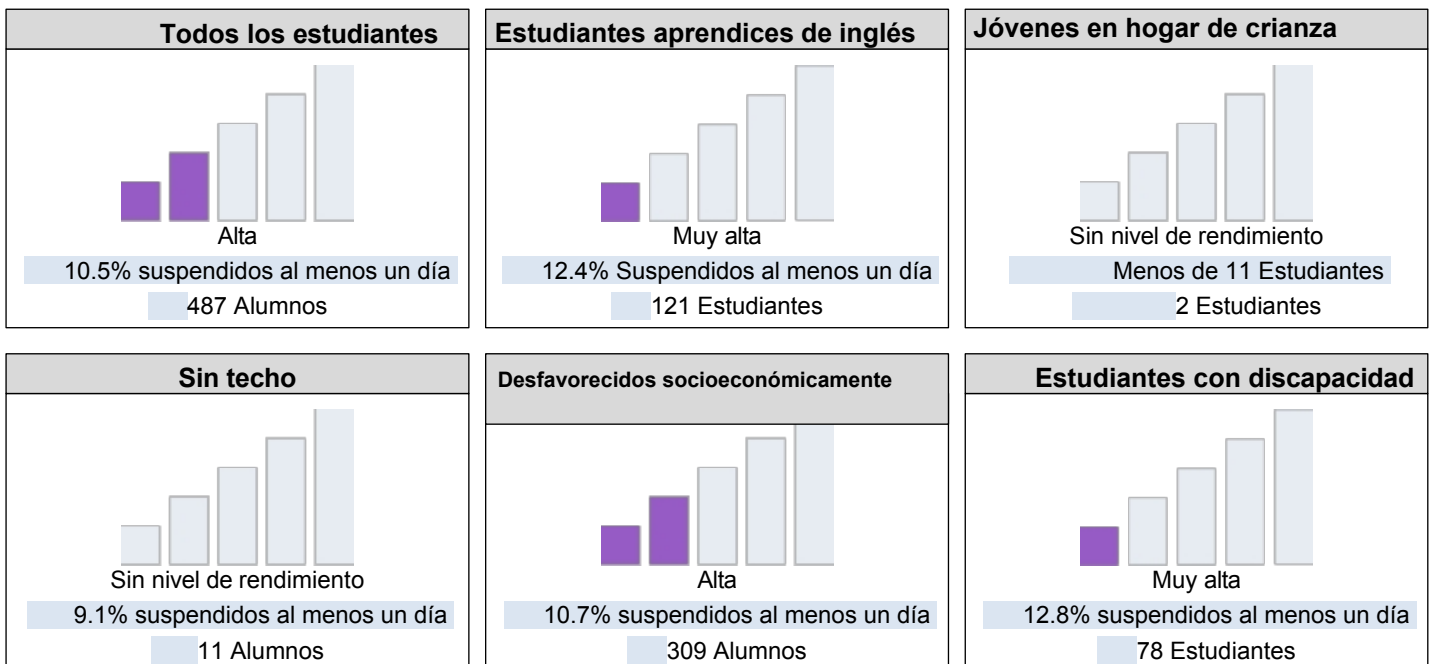 Todos los estudiantes
Alta
10.5% suspendidos al menos un día
487 Alumnos
Estudiantes aprendices de inglés
Muy alta
12.4% Suspendidos al menos un día
121 Estudiantes
Jóvenes en hogar de crianza
Sin nivel de rendimiento
Menos de 11 Estudiantes
2 Estudiantes
Sin techo
Sin nivel de rendimiento
9.1% suspendidos al menos un día
11 Alumnos
Desfavorecidos socioeconómicamente
Alta
10.7% suspendidos al menos un día
309 Alumnos
Estudiantes con discapacidad
Muy alta
12.8% suspendidos al menos un día
78 Estudiantes